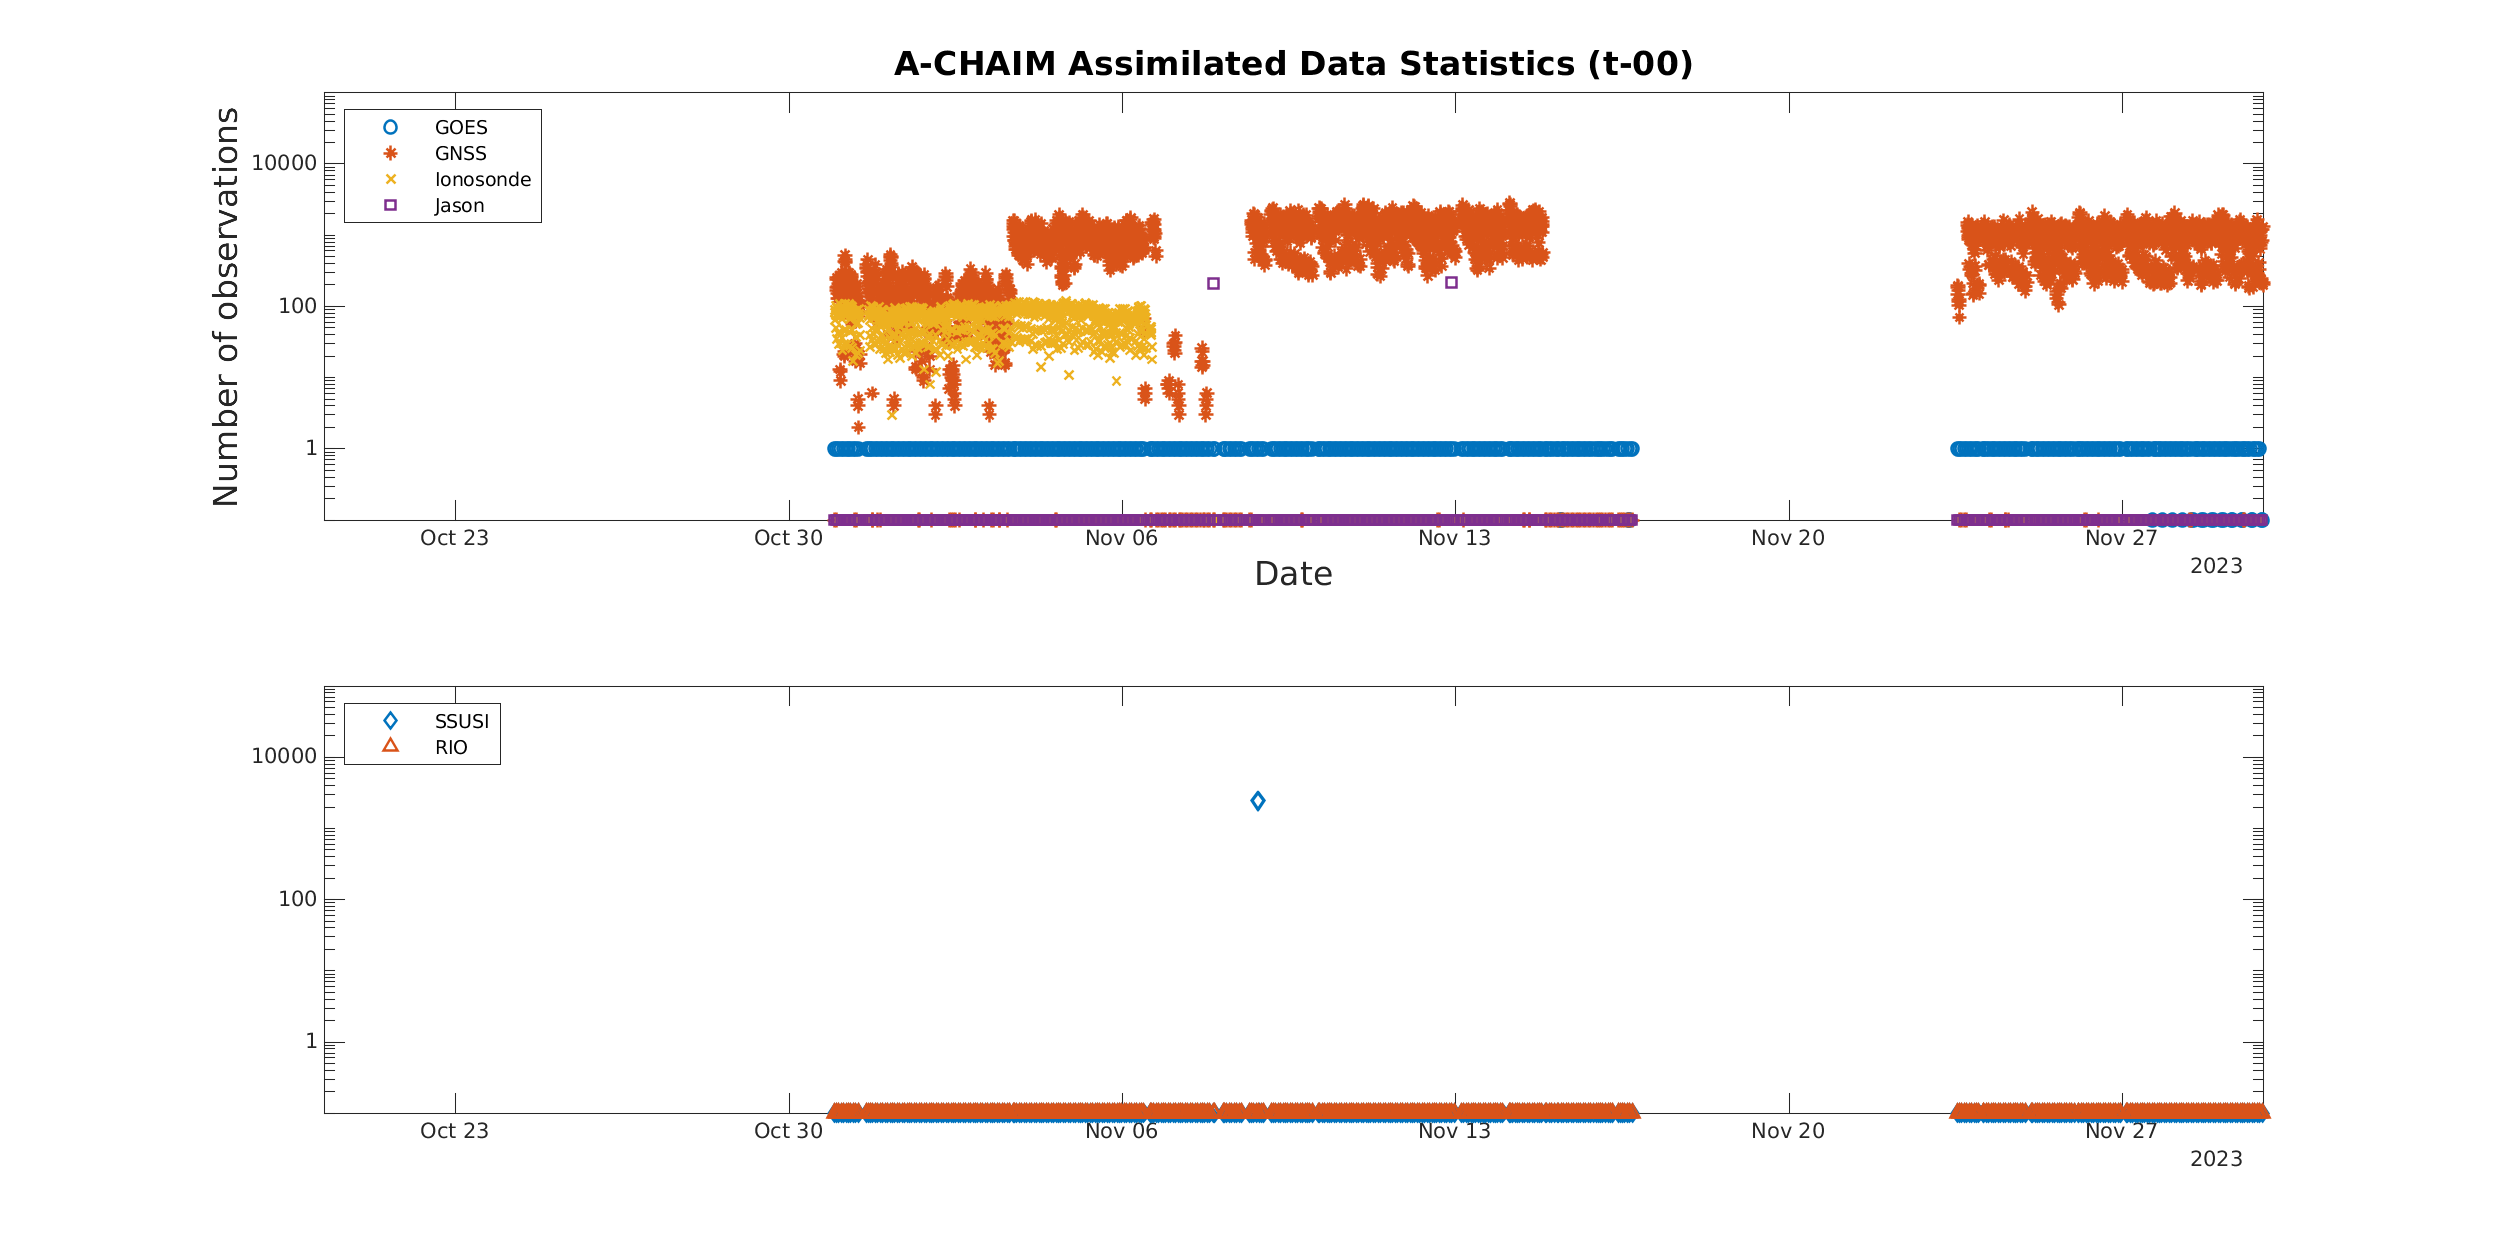 A-CHAIM Assimilated Data Statistics (t-00)
Number of observations
10000
100
1
GOES
GNSS
Ionosonde
Jason
Oct 23
Oct 30
Nov 06
Nov 13
Nov 20
Nov 27
2023
Date
10000
100
1
SSUSI
RIO
Oct 23
Oct 30
Nov 06
Nov 13
Nov 20
Nov 27
2023